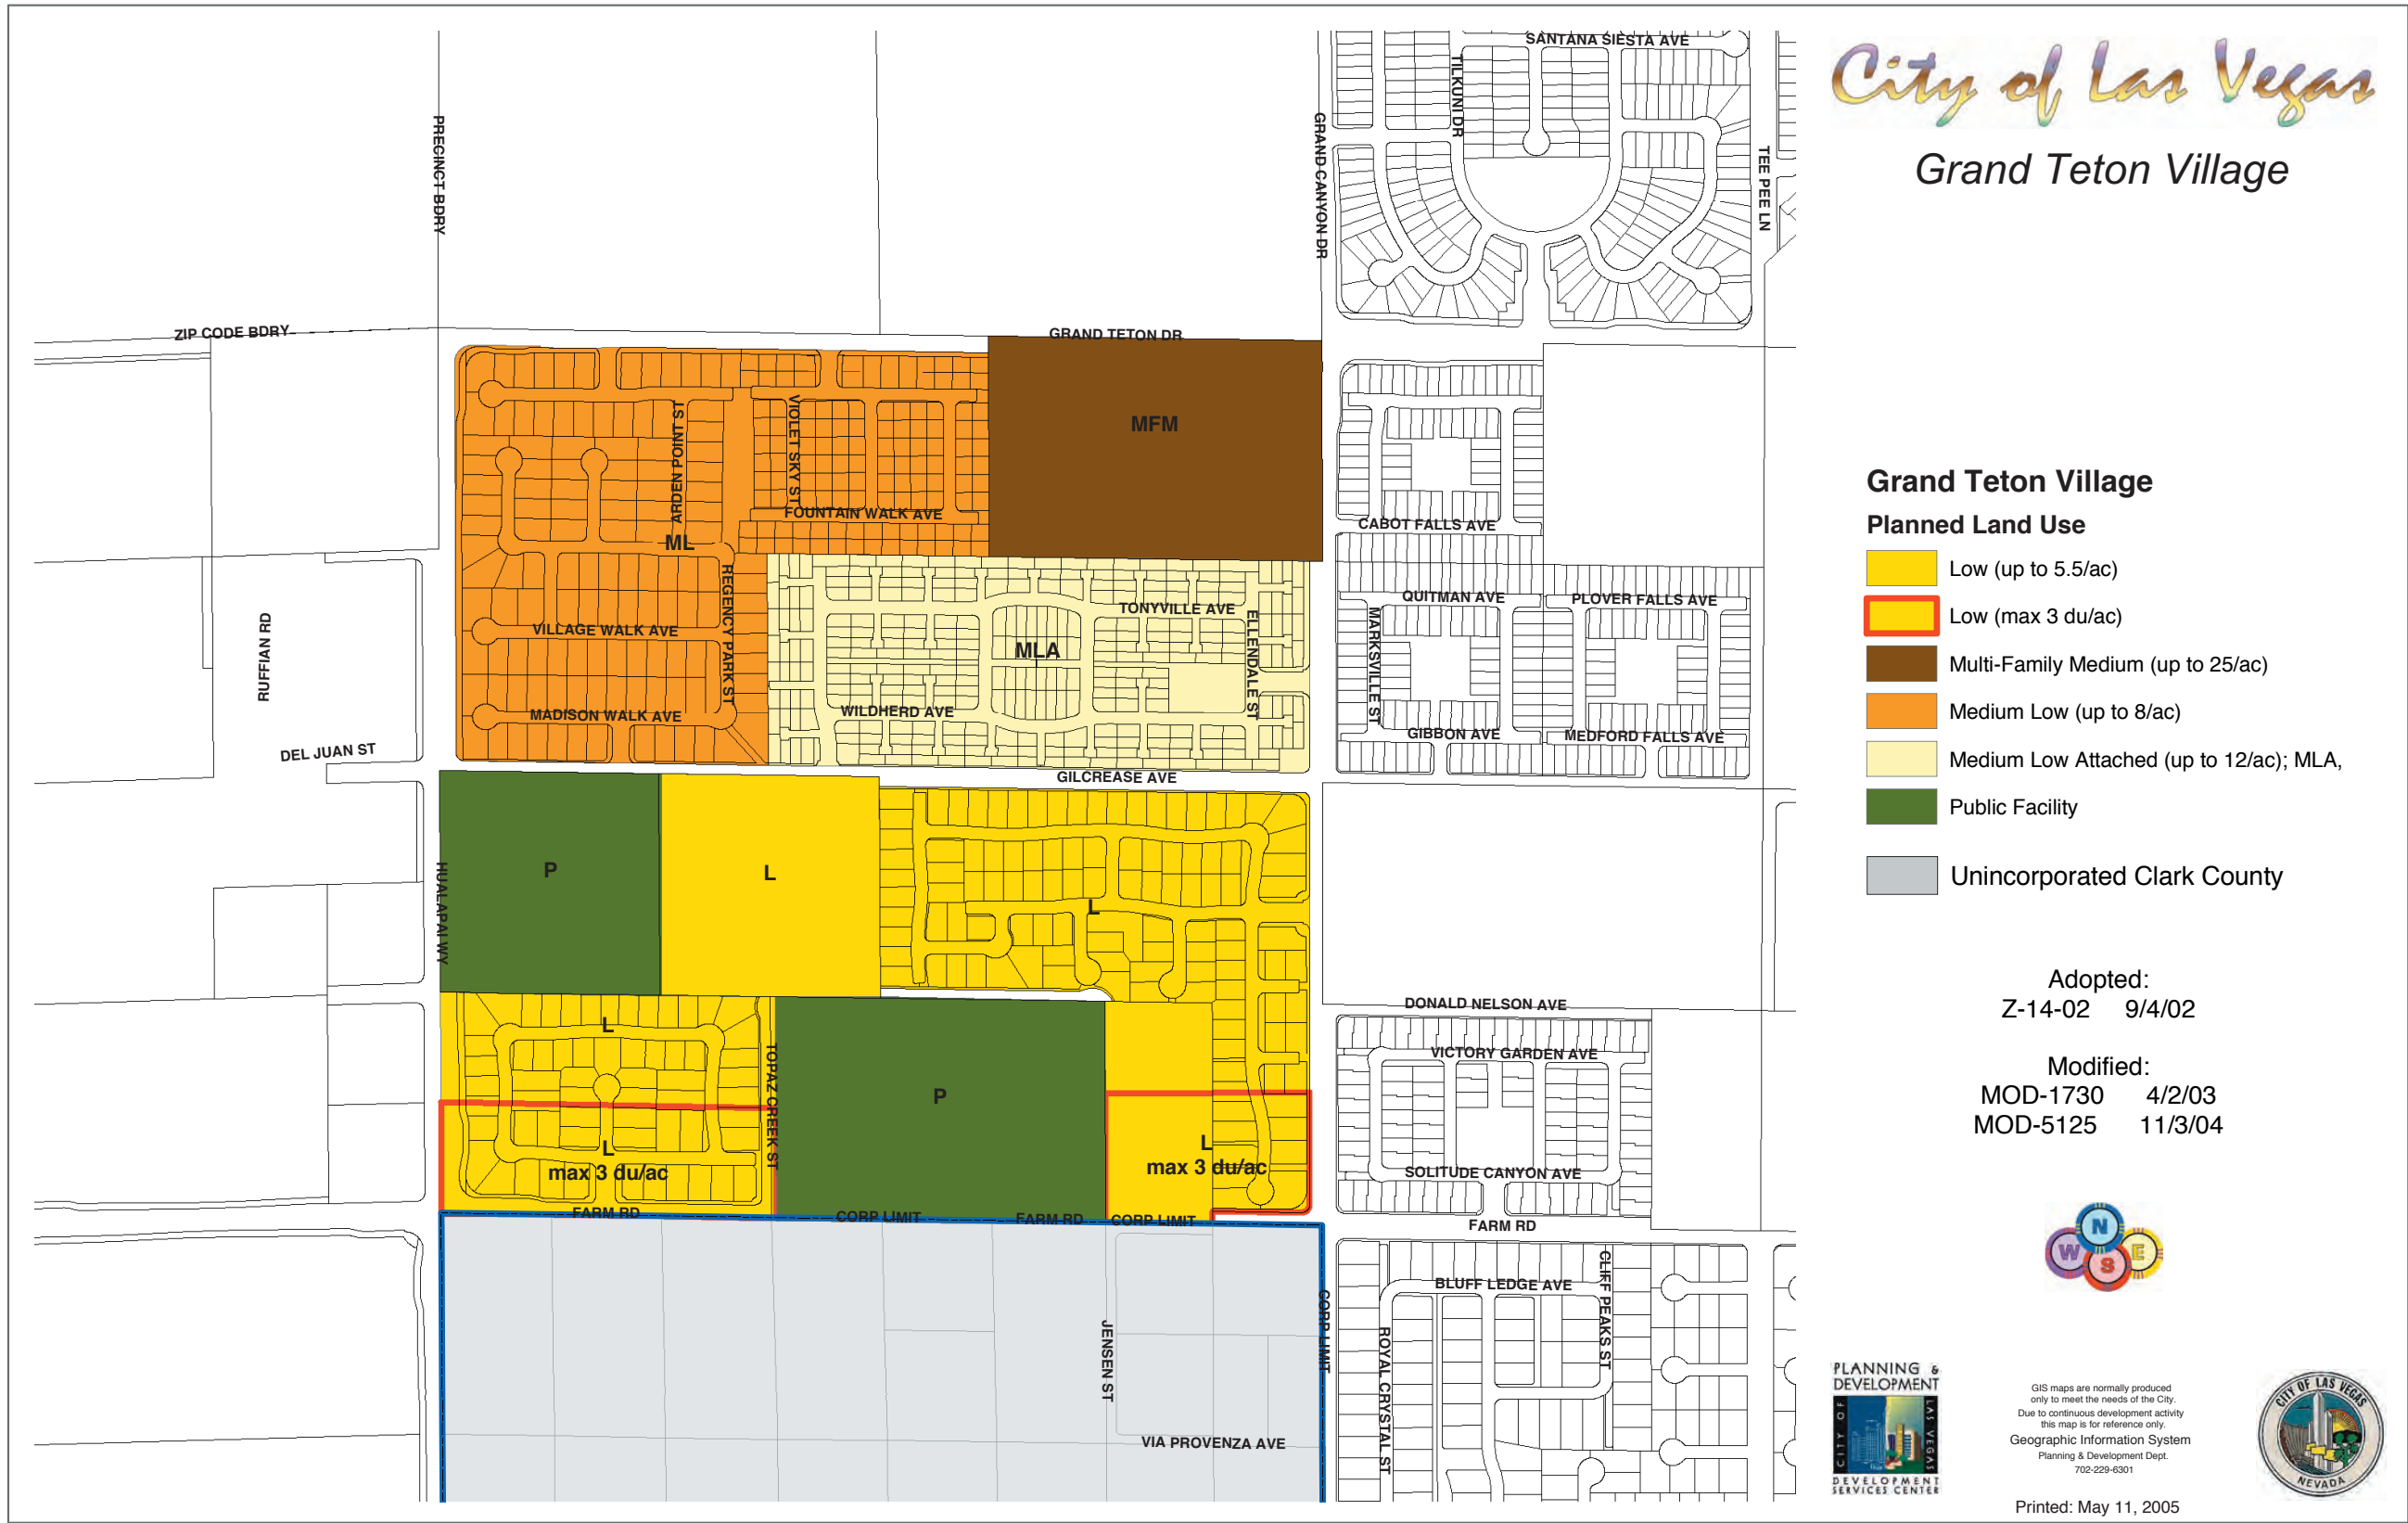 City of Las Vegas
Grand Teton Village
SANTANA SIESTA AVE
TILKUNI DR
PRECINCT BDRY
GRAND CANYON DR
TEE PEE LN
ZIP CODE BDRY
GRAND TETON DR
MFM
ARDEN POINT ST
VIOLET SKY ST
FOUNTAIN WALK AVE
ML
REGENCY PARK ST
CABOT FALLS AVE
QUITMAN AVE
PLOVER FALLS AVE
TONYVILLE AVE
ELLENDALE ST
MARKSVILLE ST
RUFFIAN RD
VILLAGE WALK AVE
MLA
MADISON WALK AVE
WILDHERD AVE
GIBBON AVE
MEDFORD FALLS AVE
DEL JUAN ST
GILCREASE AVE
HUALAPAI WY
P
L
L
DONALD NELSON AVE
L
TOPAZ CREEK ST
P
VICTORY GARDEN AVE
L
max 3 du/ac
L
max 3 du/ac
SOLITUDE CANYON AVE
FARM RD
CORP LIMIT
FARM RD
CORP LIMIT
FARM RD
CORP LIMIT
JENSEN ST
BLUFF LEDGE AVE
CLIFF PEAKS ST
ROYAL CRYSTAL ST
VIA PROVENZA AVE
Grand Teton Village
Planned Land Use
Low (up to 5.5/ac)
Low (max 3 du/ac)
Multi-Family Medium (up to 25/ac)
Medium Low (up to 8/ac)
Medium Low Attached (up to 12/ac); MLA,
Public Facility
Unincorporated Clark County
Adopted:
Z-14-02 9/4/02
Modified:
MOD-1730 4/2/03
MOD-5125 11/3/04
N
W
E
S
PLANNING &
DEVELOPMENT
CITY OF
LAS VEGAS
DEVELOPMENT
SERVICES CENTER
GIS maps are normally produced
only to meet the needs of the City.
Due to continuous development activity
this map is for reference only.
Geographic Information System
Planning & Development Dept.
702-229-6301
Printed: May 11, 2005
CITY OF LAS VEGAS
NEVADA